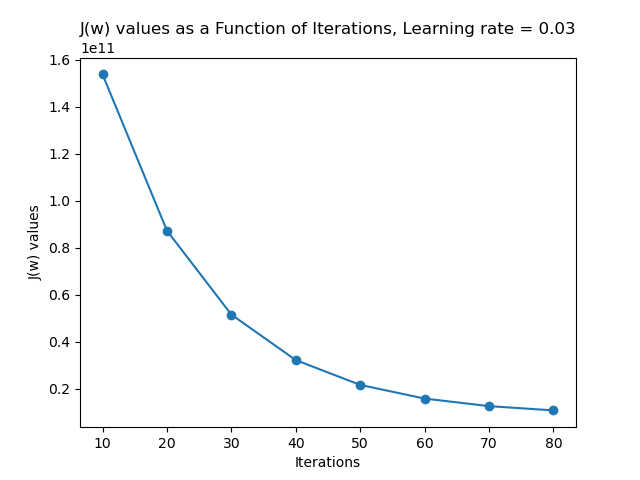 J(w) values as a Function of Iterations, Learning rate = 0.03
1e11
1.6
1.4
1.2
1.0
0.8
0.6
0.4
0.2
J(w) values
10 20 30 40 50 60 70 80
Iterations